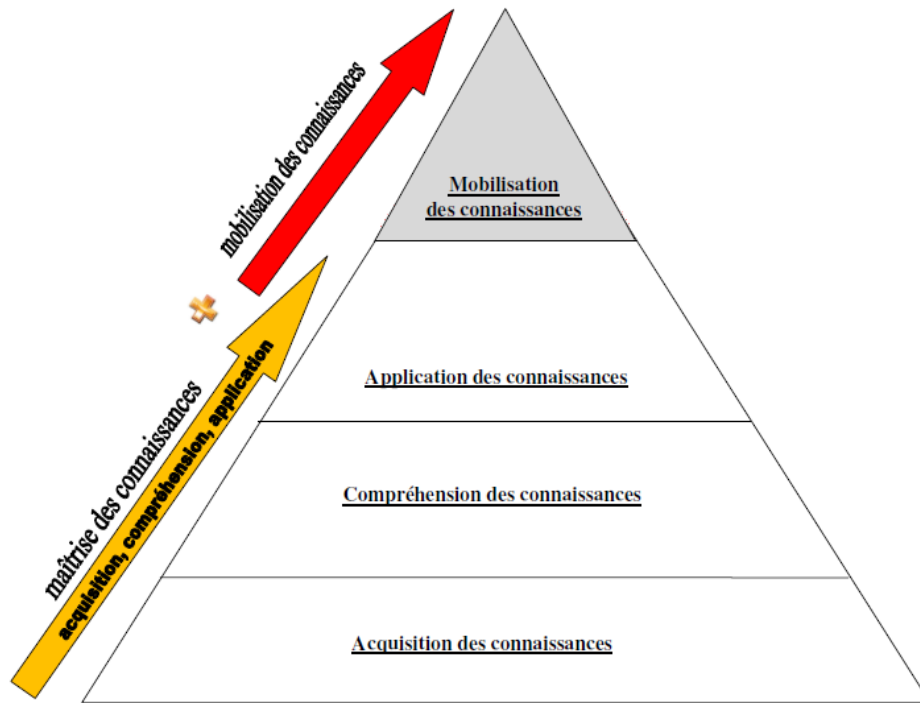 mobilisation des connaissances
Mobilisation
des connaissances
maîtrise des connaissances
acquisition, compréhension, application
Application des connaissances
Compréhension des connaissances
Acquisition des connaissances